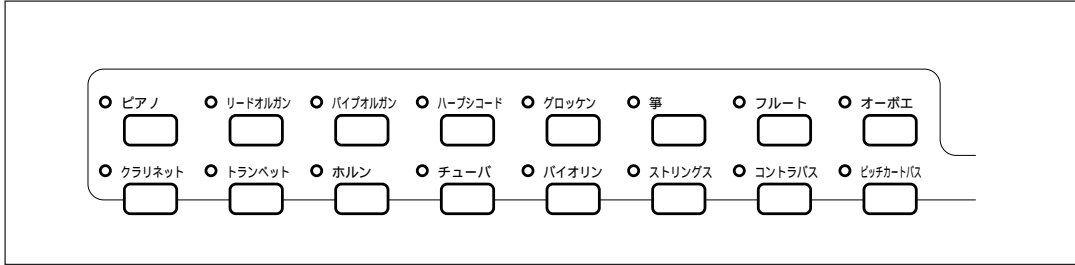 ピアノ リードオルガン パイプオルガン ハープシコード グロッケン 箏 フルート オーボエ
クラリネット トランペット ホルン チューバ バイオリン ストリングス コントラバス ピッチカートバス